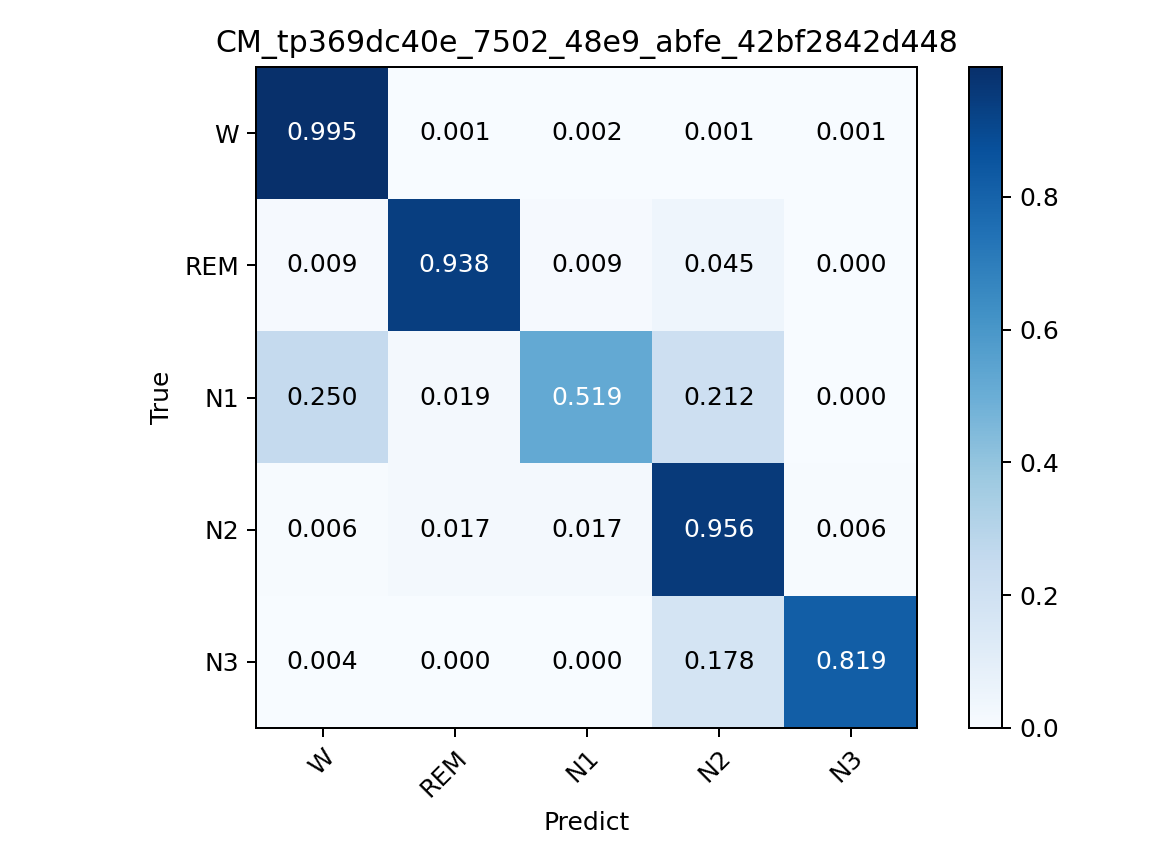 CM_tp369dc40e_7502_48e9_abfe_42bf2842d448
W 0.995 0.001 0.002 0.001 0.001
0.8
REM 0.009 0.938 0.009 0.045 0.000
0.6
True
N1 0.250 0.019 0.519 0.212 0.000
0.4
N2 0.006 0.017 0.017 0.956 0.006
0.2
N3 0.004 0.000 0.000 0.178 0.819
0.0
W REM N1 N2 N3
Predict